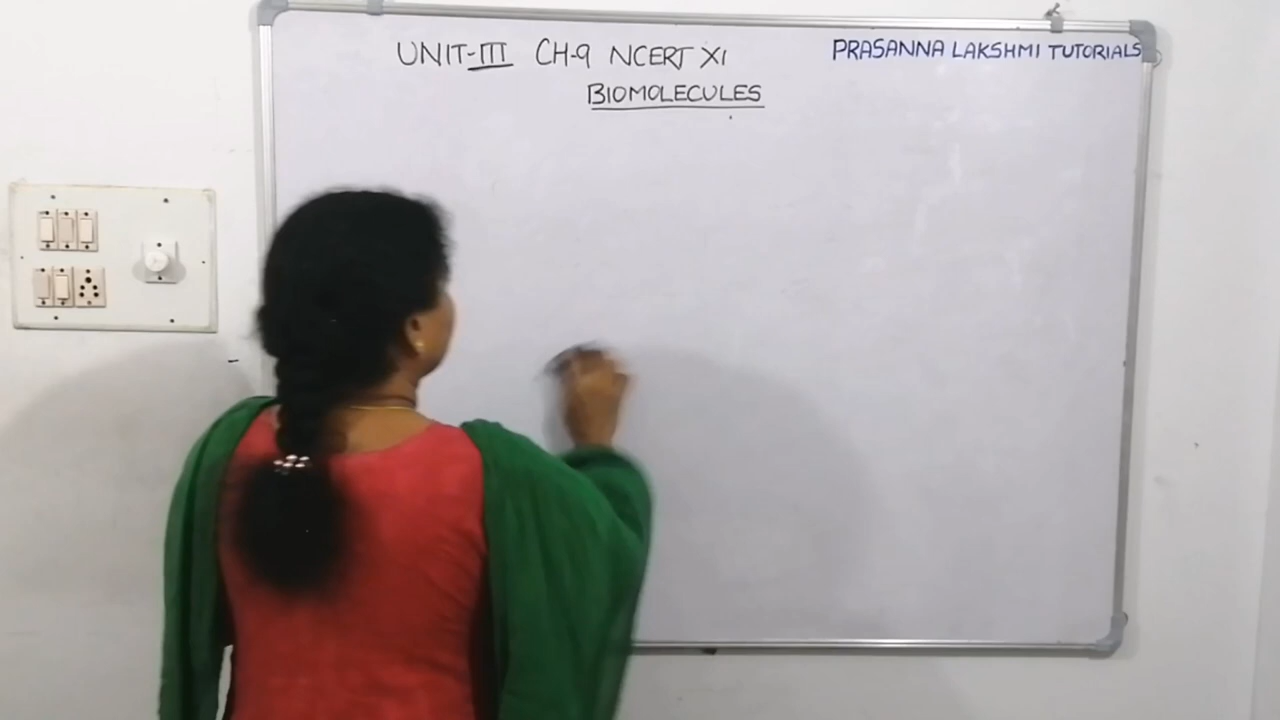 UNIT-III CH-9 NCERT XI
PRASANNA LAKSHMI TUTORIALS
BIOMOLECULES